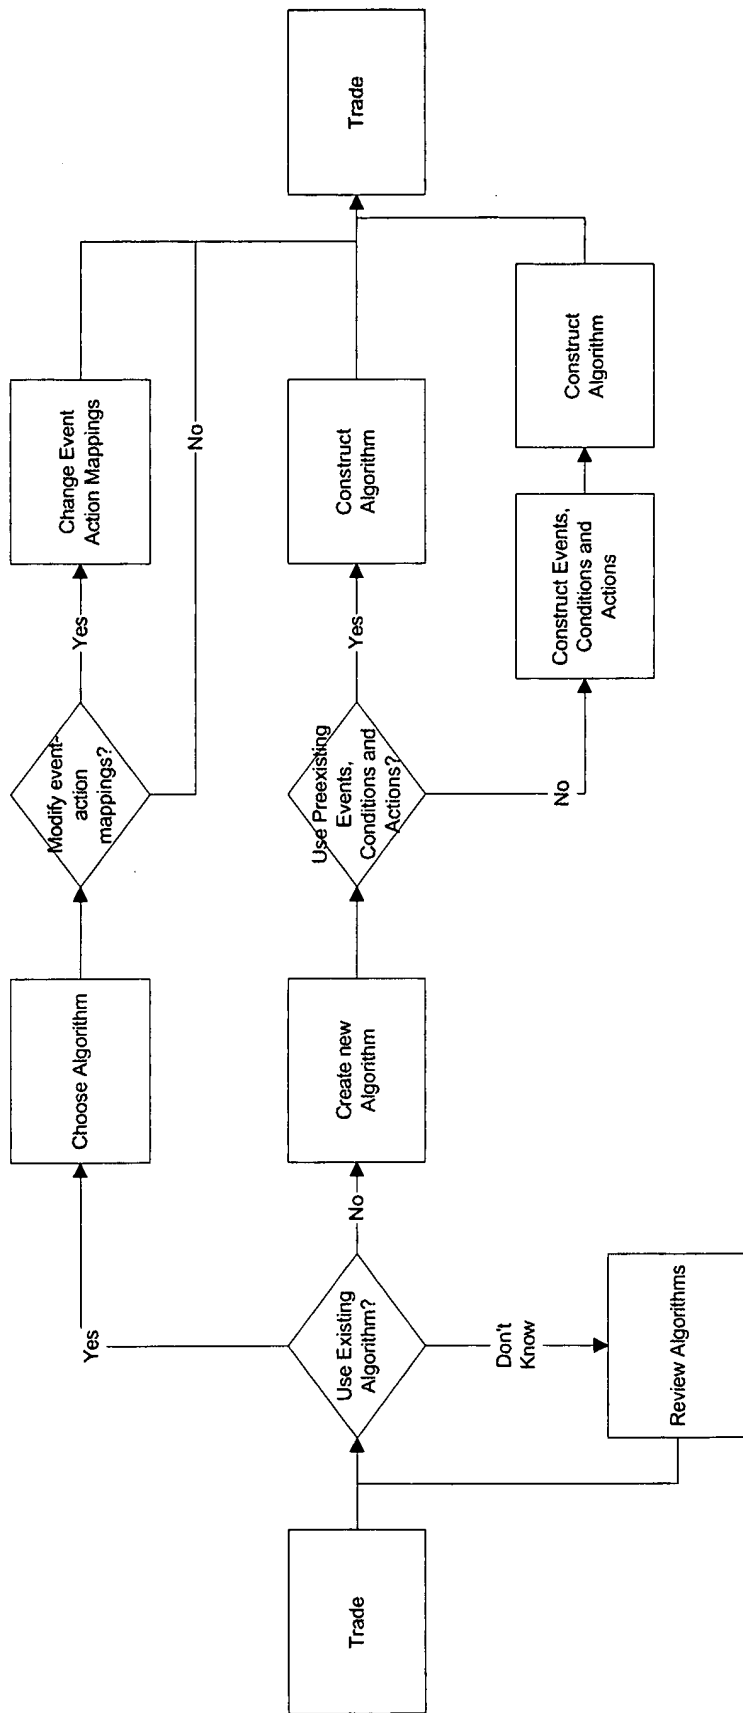 Trade
Use Existing
Algorithm?
Yes
No
Don't
Know
Review Algorithms
Choose Algorithm
Modify event-
action
mappings?
Yes
No
Change Event
Action Mappings
Create new
Algorithm
Use Preexisting
Events,
Conditions and
Actions?
Yes
No
Construct
Algorithm
Construct Events,
Conditions and
Actions
Construct
Algorithm
Trade